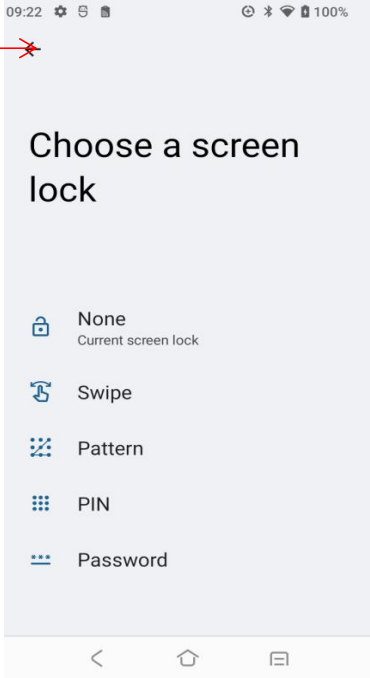 09:22 100%
Choose a screen
lock
None
Current screen lock
Swipe
Pattern
PIN
Password